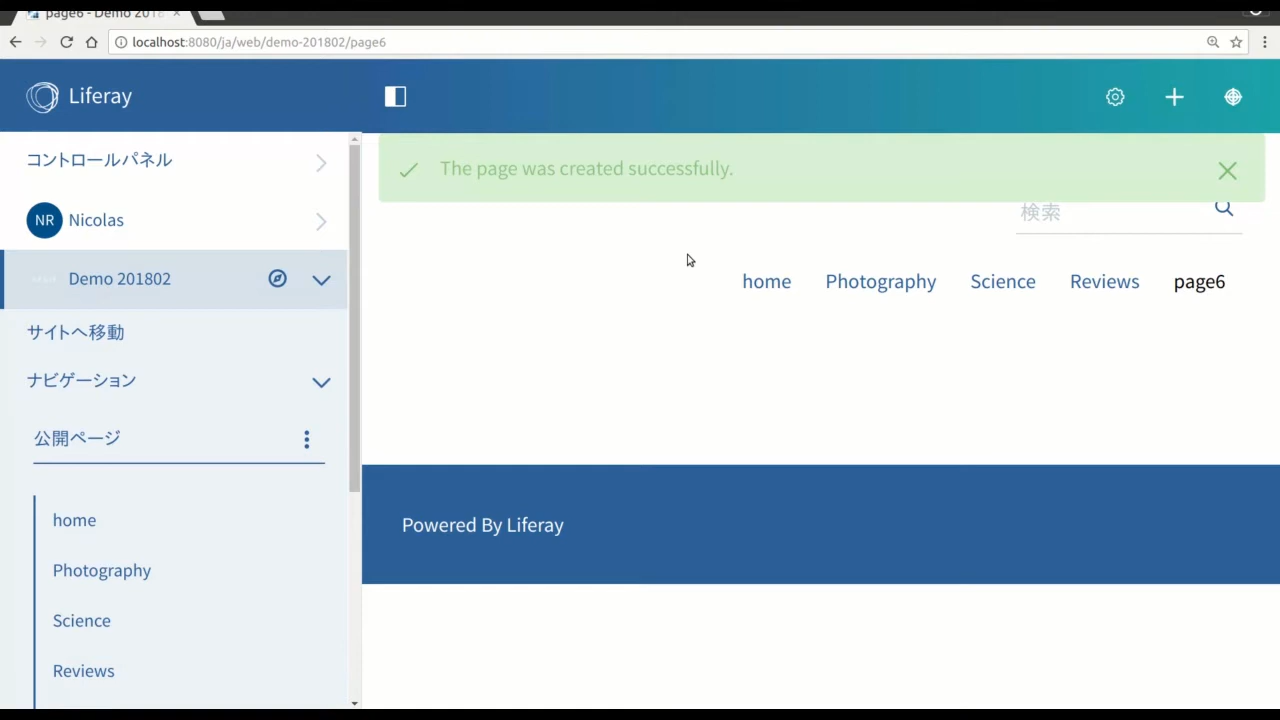 page6 - Demo 2018
localhost:8080/ja/web/demo-201802/page6
Liferay
コントロールパネル
NR Nicolas
Demo 201802
サイトへ移動
ナビゲーション
公開ページ
home
Photography
Science
Reviews
The page was created successfully.
検索
home Photography Science Reviews page6
Powered By Liferay